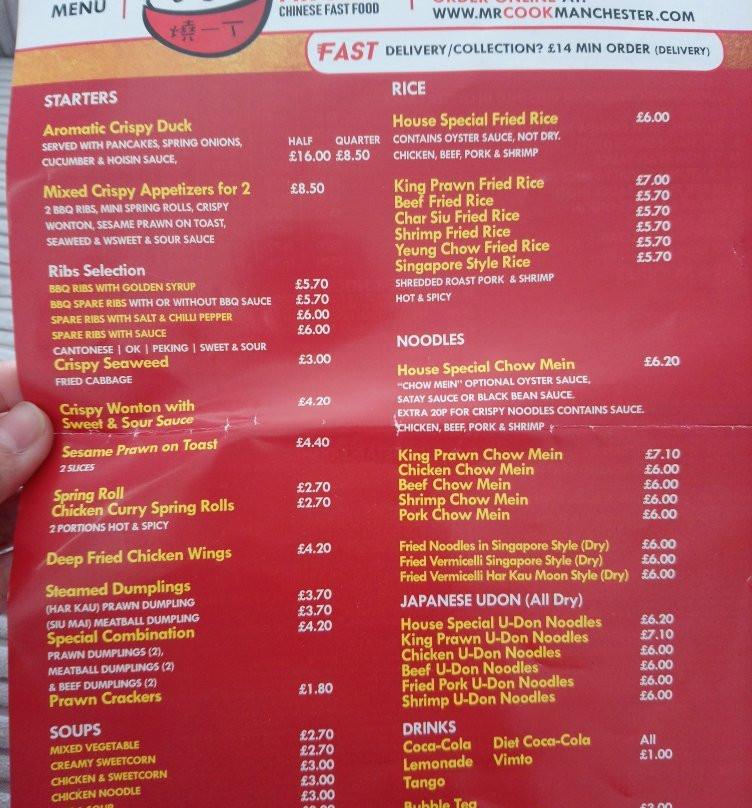 MENU
燒一丁
CHINESE FAST FOOD
WWW.MRCOOKMANCHESTER.COM
FAST DELIVERY/COLLECTION? £14 MIN ORDER (DELIVERY)
STARTERS
Aromatic Crispy Duck
SERVED WITH PANCAKES, SPRING ONIONS, HALF QUARTER
CUCUMBER & HOISIN SAUCE, £16.00 £8.50
Mixed Crispy Appetizers for 2 £8.50
2 BBQ RIBS, MINI SPRING ROLLS, CRISPY
WONTON, SESAME PRAWN ON TOAST,
SEAWEED & WSWEET & SOUR SAUCE
Ribs Selection
BBQ RIBS WITH GOLDEN SYRUP £5.70
BBQ SPARE RIBS WITH OR WITHOUT BBQ SAUCE £5.70
SPARE RIBS WITH SALT & CHILLI PEPPER £6.00
SPARE RIBS WITH SAUCE £6.00
CANTONESE | OK | PEKING | SWEET & SOUR
Crispy Seaweed £3.00
FRIED CABBAGE
Crispy Wonton with £4.20
Sweet & Sour Sauce
Sesame Prawn on Toast £4.40
2 SLICES
Spring Roll £2.70
Chicken Curry Spring Rolls £2.70
2 PORTIONS HOT & SPICY
Deep Fried Chicken Wings £4.20
Steamed Dumplings
(HAR KAU) PRAWN DUMPLING £3.70
(SIU MAI) MEATBALL DUMPLING £3.70
Special Combination £4.20
PRAWN DUMPLINGS (2),
MEATBALL DUMPLINGS (2)
& BEEF DUMPLINGS (2)
Prawn Crackers £1.80
SOUPS
MIXED VEGETABLE £2.70
CREAMY SWEETCORN £2.70
CHICKEN & SWEETCORN £3.00
CHICKEN NOODLE £3.00
£3.00
RICE
House Special Fried Rice £6.00
CONTAINS OYSTER SAUCE, NOT DRY.
CHICKEN, BEEF, PORK & SHRIMP
King Prawn Fried Rice £7.00
Beef Fried Rice £5.70
Char Siu Fried Rice £5.70
Shrimp Fried Rice £5.70
Yeung Chow Fried Rice £5.70
Singapore Style Rice £5.70
SHREDDED ROAST PORK & SHRIMP
HOT & SPICY
NOODLES
House Special Chow Mein £6.20
"CHOW MEIN" OPTIONAL OYSTER SAUCE,
SATAY SAUCE OR BLACK BEAN SAUCE.
EXTRA 20P FOR CRISPY NOODLES CONTAINS SAUCE.
CHICKEN, BEEF, PORK & SHRIMP
King Prawn Chow Mein £7.10
Chicken Chow Mein £6.00
Beef Chow Mein £6.00
Shrimp Chow Mein £6.00
Pork Chow Mein £6.00
Fried Noodles in Singapore Style (Dry) £6.00
Fried Vermicelli Singapore Style (Dry) £6.00
Fried Vermicelli Har Kau Moon Style (Dry) £6.00
JAPANESE UDON (All Dry)
House Special U-Don Noodles £6.20
King Prawn U-Don Noodles £7.10
Chicken U-Don Noodles £6.00
Beef U-Don Noodles £6.00
Fried Pork U-Don Noodles £6.00
Shrimp U-Don Noodles £6.00
DRINKS
Coca-Cola Diet Coca-Cola All
Lemonade Vimto £1.00
Tango
Bubble Tea